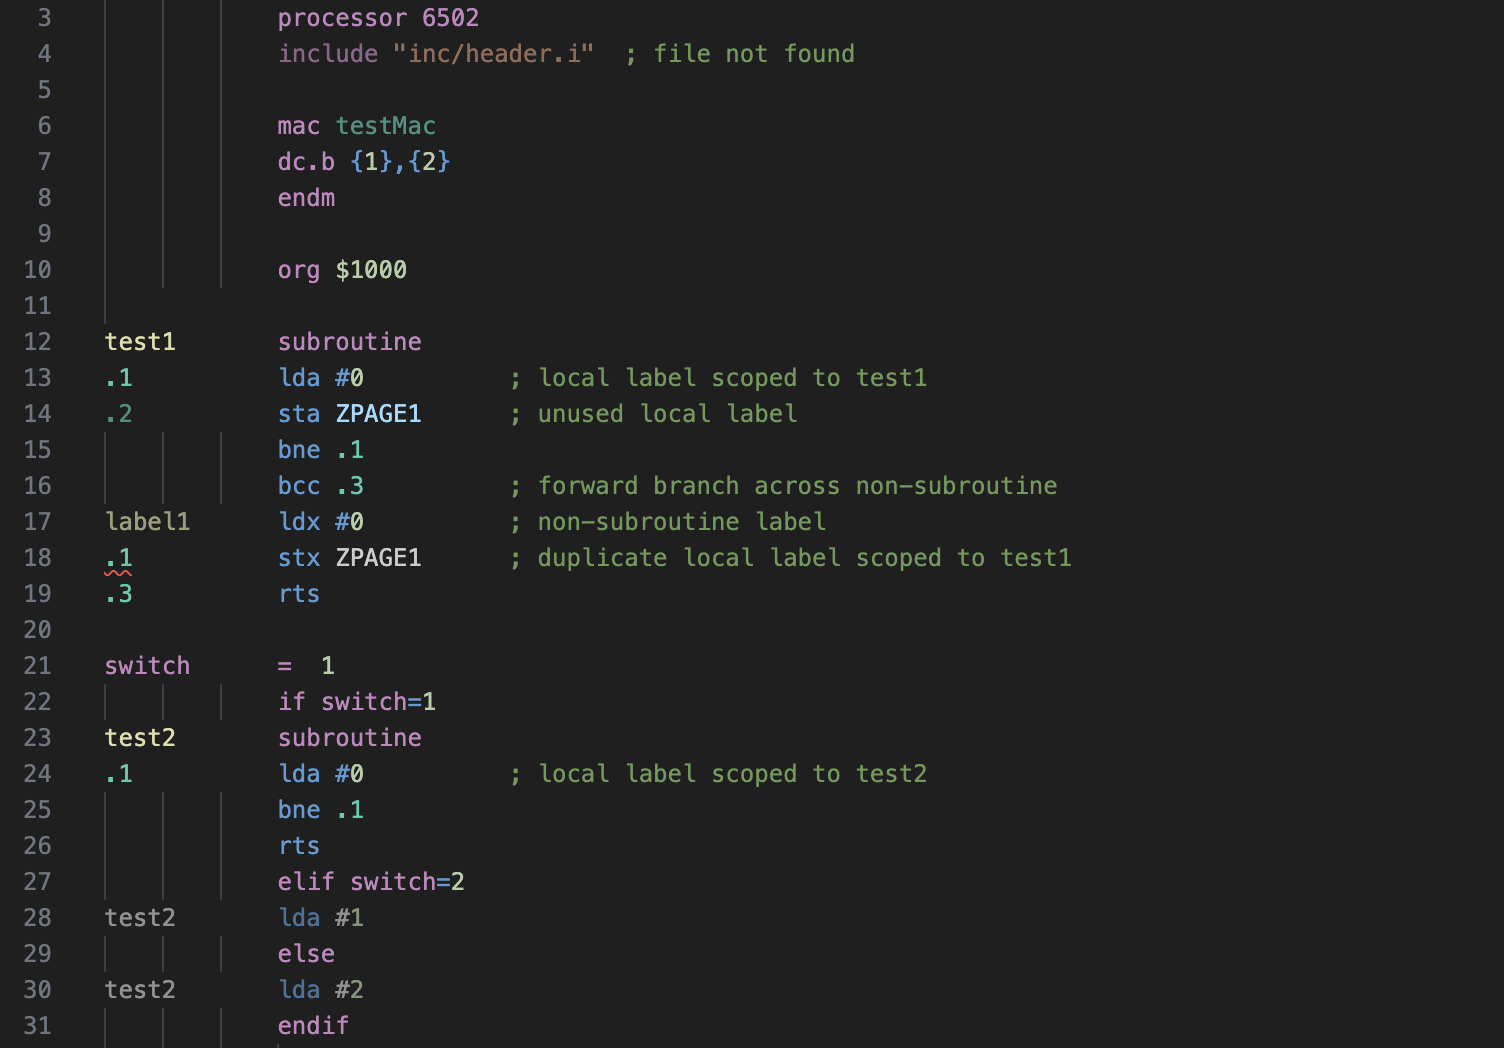 3 processor 6502
4 include "inc/header.i" ; file not found
5
6 mac testMac
7 dc.b {1},{2}
8 endm
9
10 org $1000
11
12 test1 subroutine
13 .1 lda #0 ; local label scoped to test1
14 .2 sta ZPAGE1 ; unused local label
15 bne .1
16 bcc .3 ; forward branch across non-subroutine
17 label1 ldx #0 ; non-subroutine label
18 .1 stx ZPAGE1 ; duplicate local label scoped to test1
19 .3 rts
20
21 switch = 1
22 if switch=1
23 test2 subroutine
24 .1 lda #0 ; local label scoped to test2
25 bne .1
26 rts
27 elif switch=2
28 test2 lda #1
29 else
30 test2 lda #2
31 endif